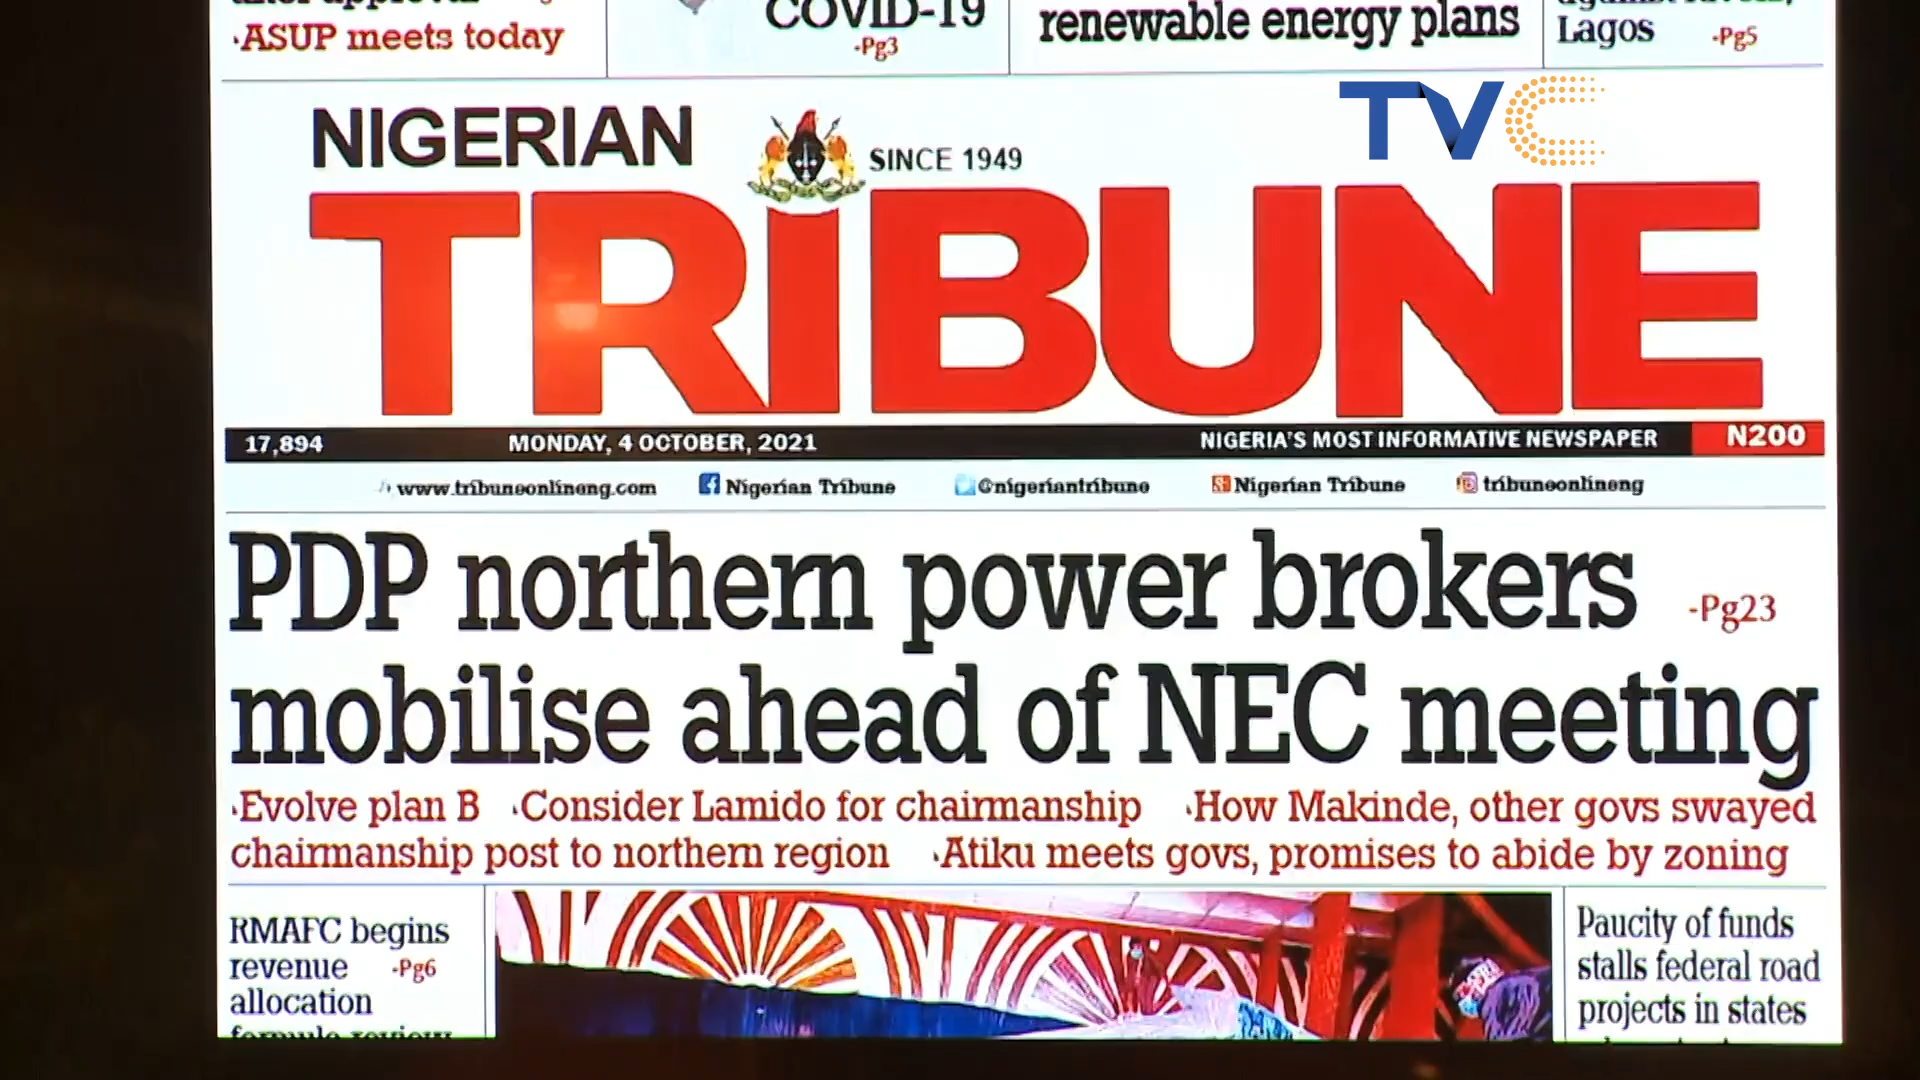 ·ASUP meets today
COVID-19
-Pg3
renewable energy plans
Lagos -Pg5
TVC
NIGERIAN
SINCE 1949
TRIBUNE
17,894 MONDAY, 4 OCTOBER, 2021 NIGERIA'S MOST INFORMATIVE NEWSPAPER N200
www.tribuneonlineng.com Nigerian Tribune @nigeriantribune Nigerian Tribune tribuneonlineng
PDP northern power brokers -Pg23
mobilise ahead of NEC meeting
·Evolve plan B ·Consider Lamido for chairmanship ·How Makinde, other govs swayed
chairmanship post to northern region ·Atiku meets govs, promises to abide by zoning
RMAFC begins
revenue -Pg6
allocation
formula review
Paucity of funds
stalls federal road
projects in states